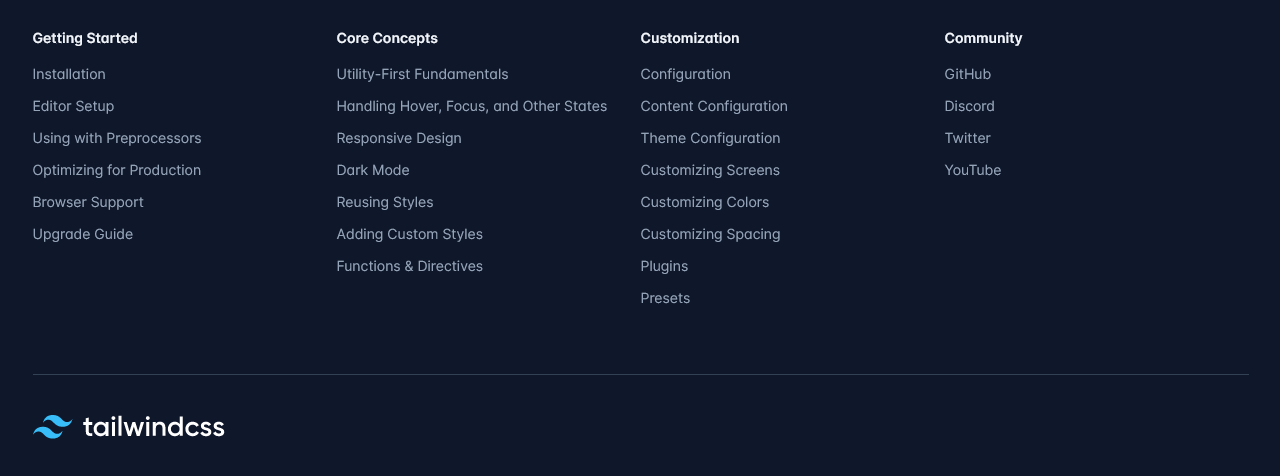 Getting Started
Installation
Editor Setup
Using with Preprocessors
Optimizing for Production
Browser Support
Upgrade Guide
Core Concepts
Utility-First Fundamentals
Handling Hover, Focus, and Other States
Responsive Design
Dark Mode
Reusing Styles
Adding Custom Styles
Functions & Directives
Customization
Configuration
Content Configuration
Theme Configuration
Customizing Screens
Customizing Colors
Customizing Spacing
Plugins
Presets
Community
GitHub
Discord
Twitter
YouTube
tailwindcss